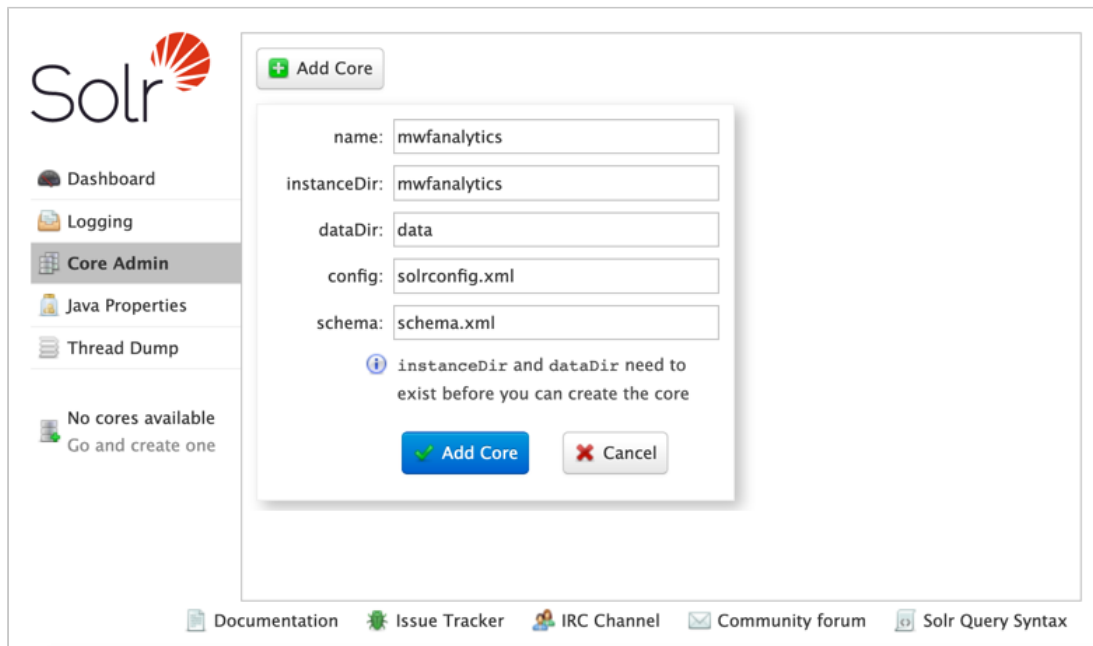 Solr
Dashboard
Logging
Core Admin
Java Properties
Thread Dump
No cores available
Go and create one
Add Core
name: mwfanalytics
instanceDir: mwfanalytics
dataDir: data
config: solrconfig.xml
schema: schema.xml
instanceDir and dataDir need to
exist before you can create the core
Add Core Cancel
Documentation Issue Tracker IRC Channel Community forum Solr Query Syntax